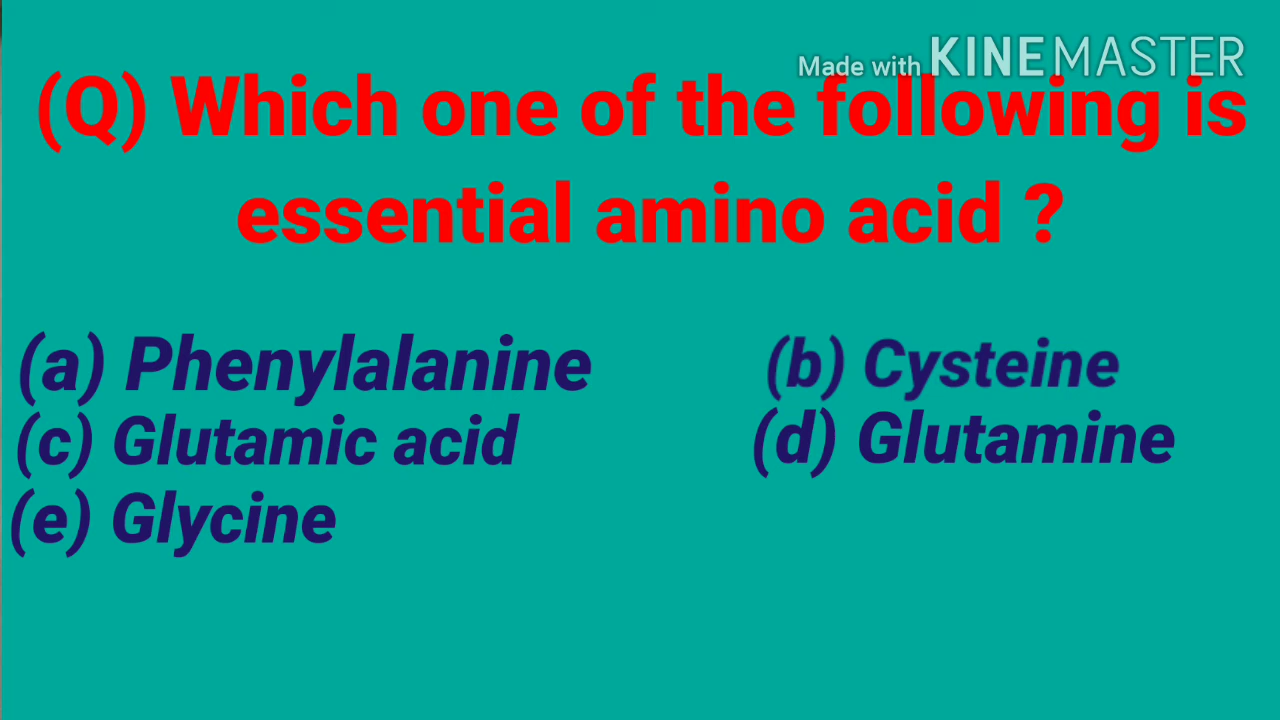 Made with KINEMASTER
(Q) Which one of the following is
essential amino acid ?
(a) Phenylalanine (b) Cysteine
(c) Glutamic acid (d) Glutamine
(e) Glycine